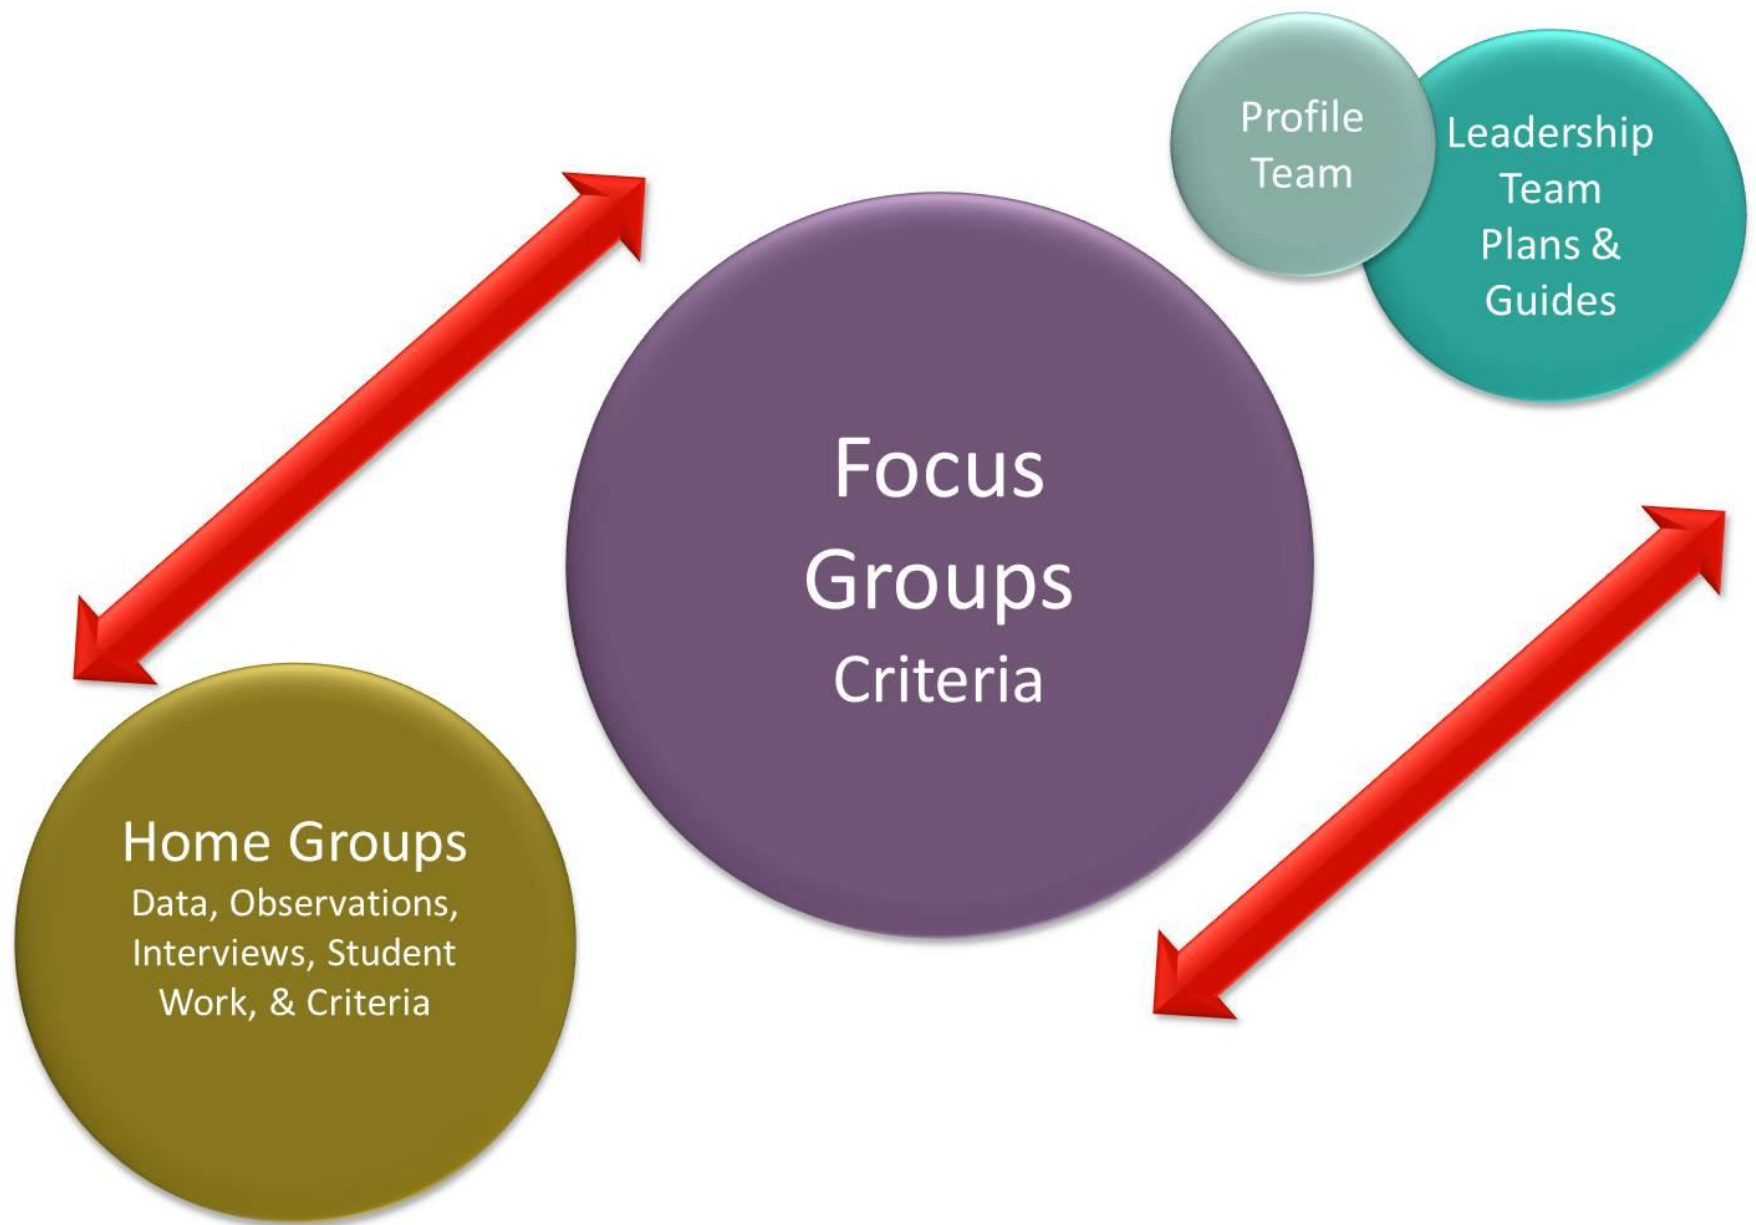 Profile
Team
Leadership
Team
Plans &
Guides
Focus
Groups
Criteria
Home Groups
Data, Observations,
Interviews, Student
Work, & Criteria